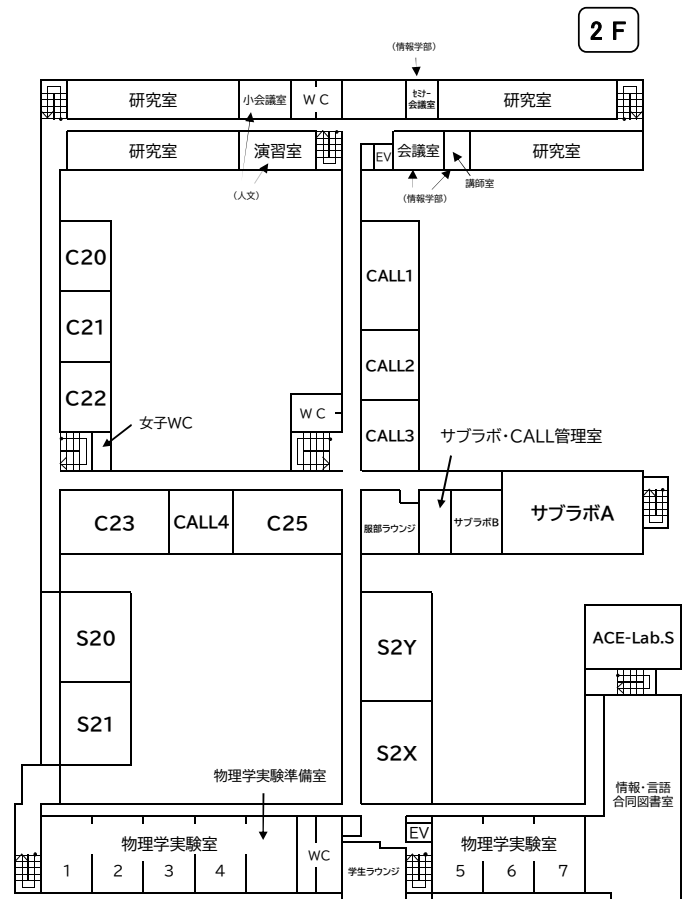 ２Ｆ
（情報学部）
研究室
小会議室
ＷＣ
ｾﾐﾅｰ
会議室
研究室
研究室
演習室
EV
会議室
研究室
講師室
（人文）
（情報学部）
C20
CALL1
C21
CALL2
C22
ＷＣ
女子WC
CALL3
サブラボ・CALL管理室
C23
CALL4
C25
服部ラウンジ
サブラボB
サブラボA
S20
S2Y
ACE-Lab.S
S21
S2X
物理学実験準備室
情報・言語
合同図書室
物理学実験室
1
2
3
4
WC
学生ラウンジ
EV
物理学実験室
5
6
7